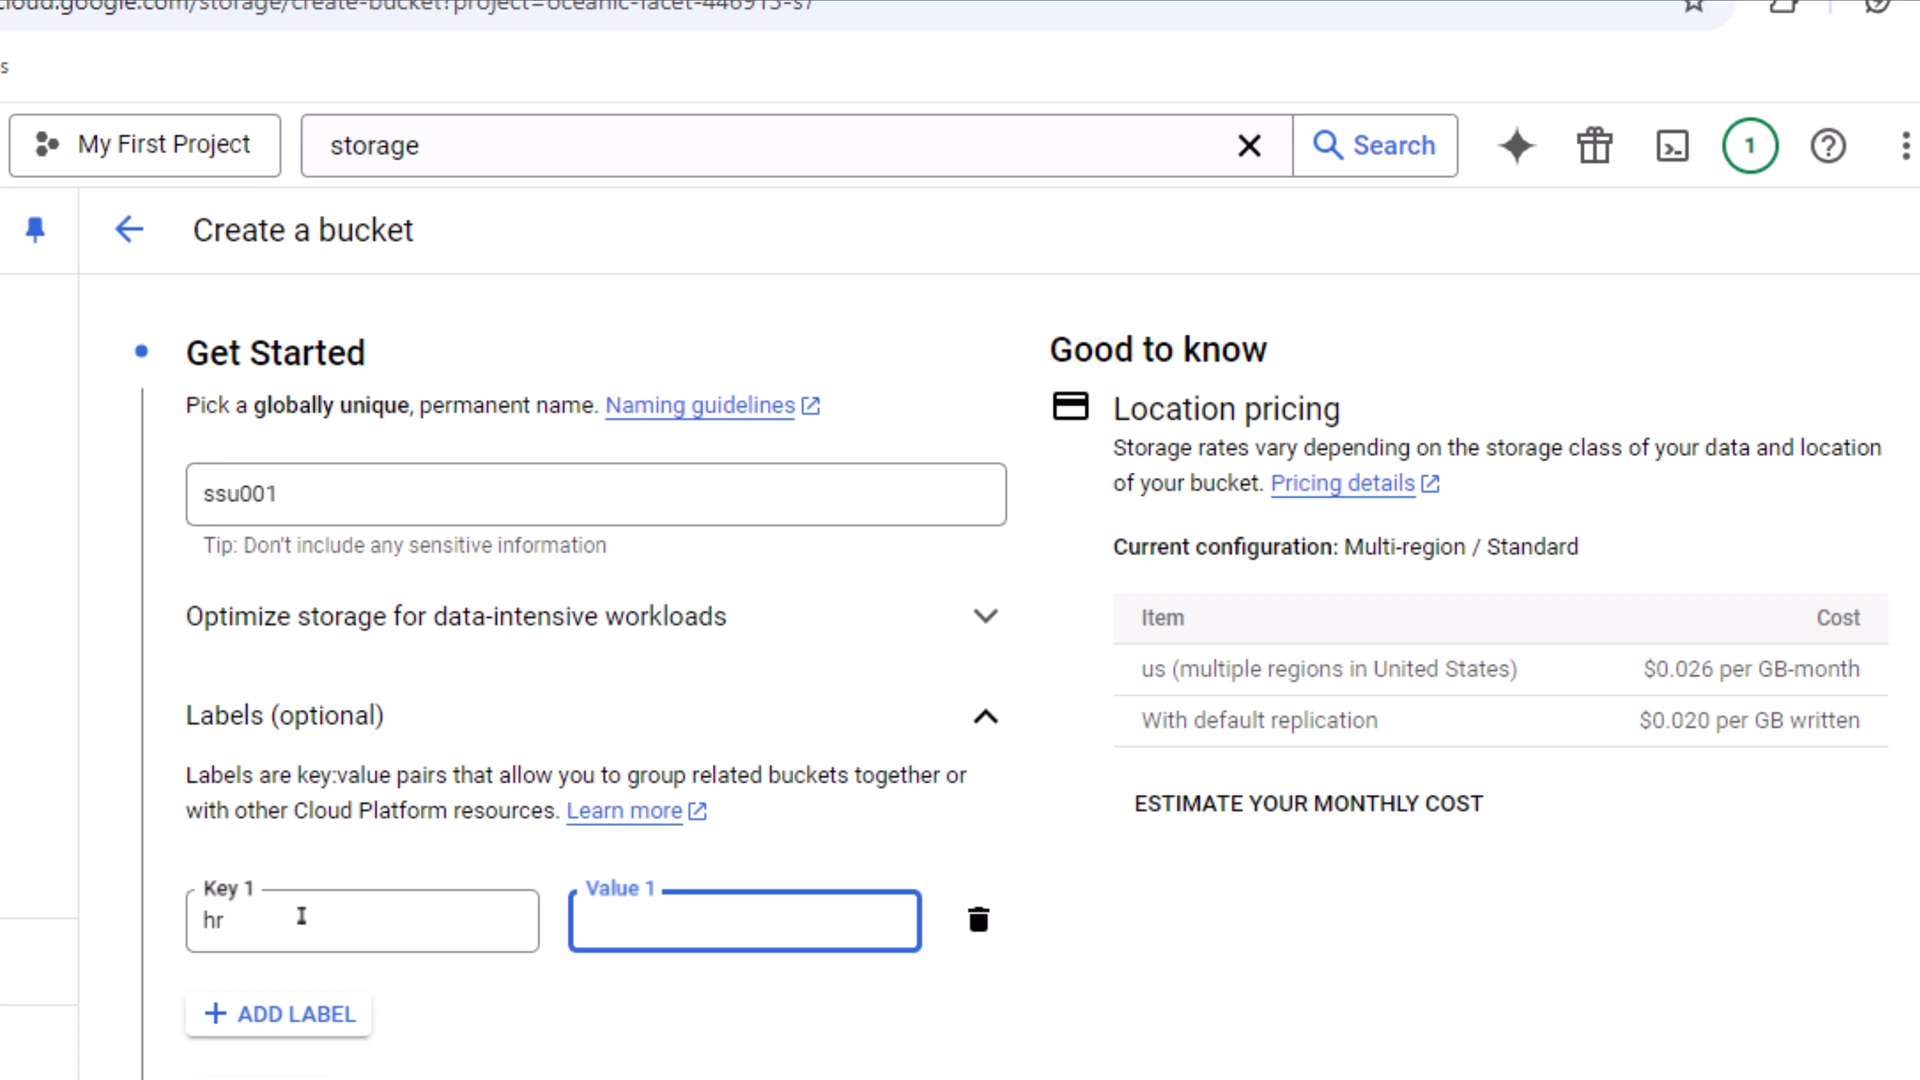 cloud.google.com/storage/create-bucket?project=oceanic-facet-446913-s7
s
My First Project
storage
Search
1
Create a bucket
Get Started
Pick a globally unique, permanent name. Naming guidelines
ssu001
Tip: Don't include any sensitive information
Optimize storage for data-intensive workloads
Labels (optional)
Labels are key:value pairs that allow you to group related buckets together or
with other Cloud Platform resources. Learn more
Key 1
hr
Value 1
ADD LABEL
Good to know
Location pricing
Storage rates vary depending on the storage class of your data and location
of your bucket. Pricing details
Current configuration: Multi-region / Standard
Item Cost
us (multiple regions in United States) $0.026 per GB-month
With default replication $0.020 per GB written
ESTIMATE YOUR MONTHLY COST